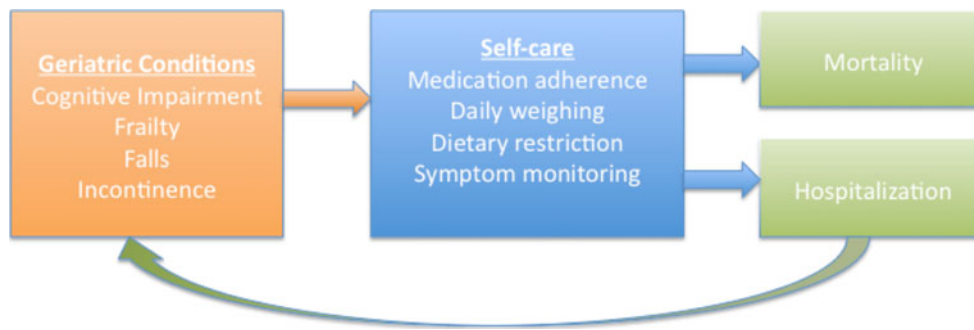 Geriatric Conditions
Cognitive Impairment
Frailty
Falls
Incontinence
Self-care
Medication adherence
Daily weighing
Dietary restriction
Symptom monitoring
Mortality
Hospitalization